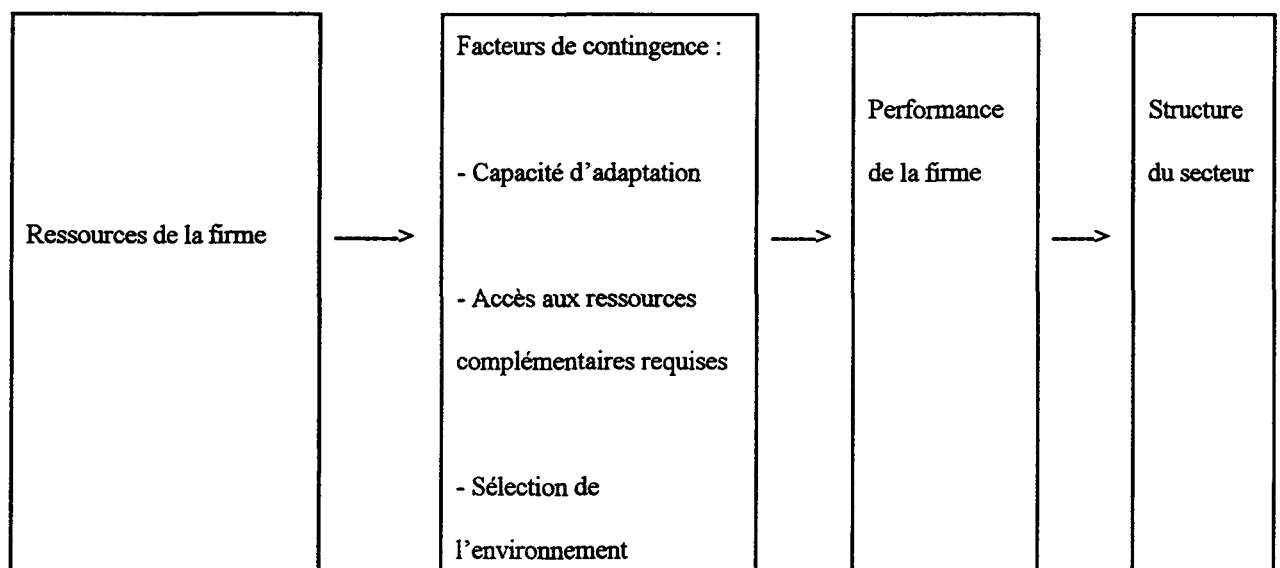 Ressources de la firme
Facteurs de contingence :
- Capacité d'adaptation
- Accès aux ressources
complémentaires requises
- Sélection de
l'environnement
Performance
de la firme
Structure
du secteur